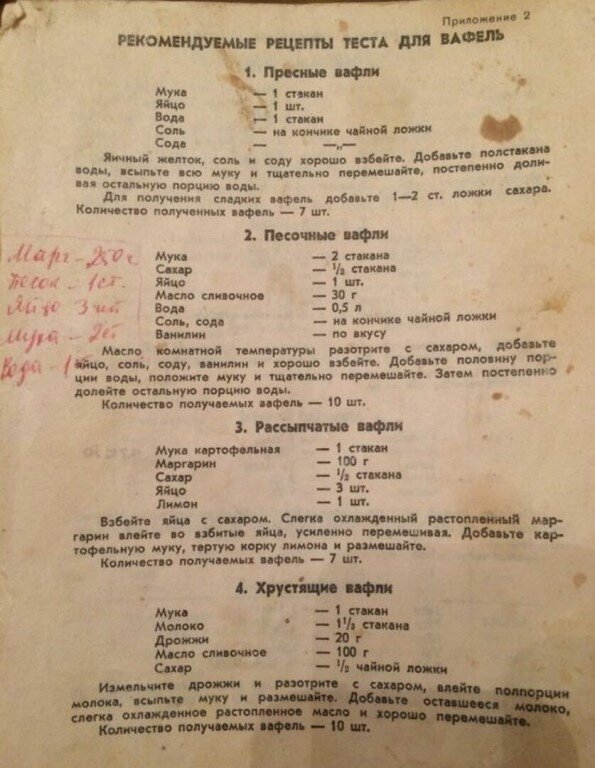 Приложение 2
РЕКОМЕНДУЕМЫЕ РЕЦЕПТЫ ТЕСТА ДЛЯ ВАФЕЛЬ
1. Пресные вафли
Мука — 1 стакан
Яйцо — 1 шт.
Вода — 1 стакан
Соль — на кончике чайной ложки
Сода — —„—
Яичный желток, соль и соду хорошо взбейте. Добавьте полстакана
воды, всыпьте всю муку и тщательно перемешайте, постепенно доли-
вая остальную порцию воды.
Для получения сладких вафель добавьте 1—2 ст. ложки сахара.
Количество полученных вафель — 7 шт.
2. Песочные вафли
Мука — 2 стакана
Сахар — 1/2 стакана
Яйцо — 1 шт.
Масло сливочное — 30 г
Вода — 0,5 л
Соль, сода — на кончике чайной ложки
Ванилин — по вкусу
Масло комнатной температуры разотрите с сахаром, добавьте
яйцо, соль, соду, ванилин и хорошо взбейте. Добавьте половину пор-
ции воды, положите муку и тщательно перемешайте. Затем постепенно
долейте остальную порцию воды.
Количество получаемых вафель — 10 шт.
Марг - 250 г.
Песок - 1 ст.
Яйцо 3 шт
Мука - 2 ст
Вода - 1
3. Рассыпчатые вафли
Мука картофельная — 1 стакан
Маргарин — 100 г
Сахар — 1/2 стакана
Яйцо — 3 шт.
Лимон — 1 шт.
Взбейте яйца с сахаром. Слегка охлажденный растопленный мар-
гарин влейте во взбитые яйца, усиленно перемешивая. Добавьте кар-
тофельную муку, тертую корку лимона и размешайте.
Количество получаемых вафель — 7 шт.
4. Хрустящие вафли
Мука — 1 стакан
Молоко — 1 1/3 стакана
Дрожжи — 20 г
Масло сливочное — 100 г
Сахар — 1/2 чайной ложки
Измельчите дрожжи и разотрите с сахаром, влейте полпорции
молока, всыпьте муку и размешайте. Добавьте оставшееся молоко,
слегка охлажденное растопленное масло и хорошо перемешайте.
Количество получаемых вафель — 10 шт.